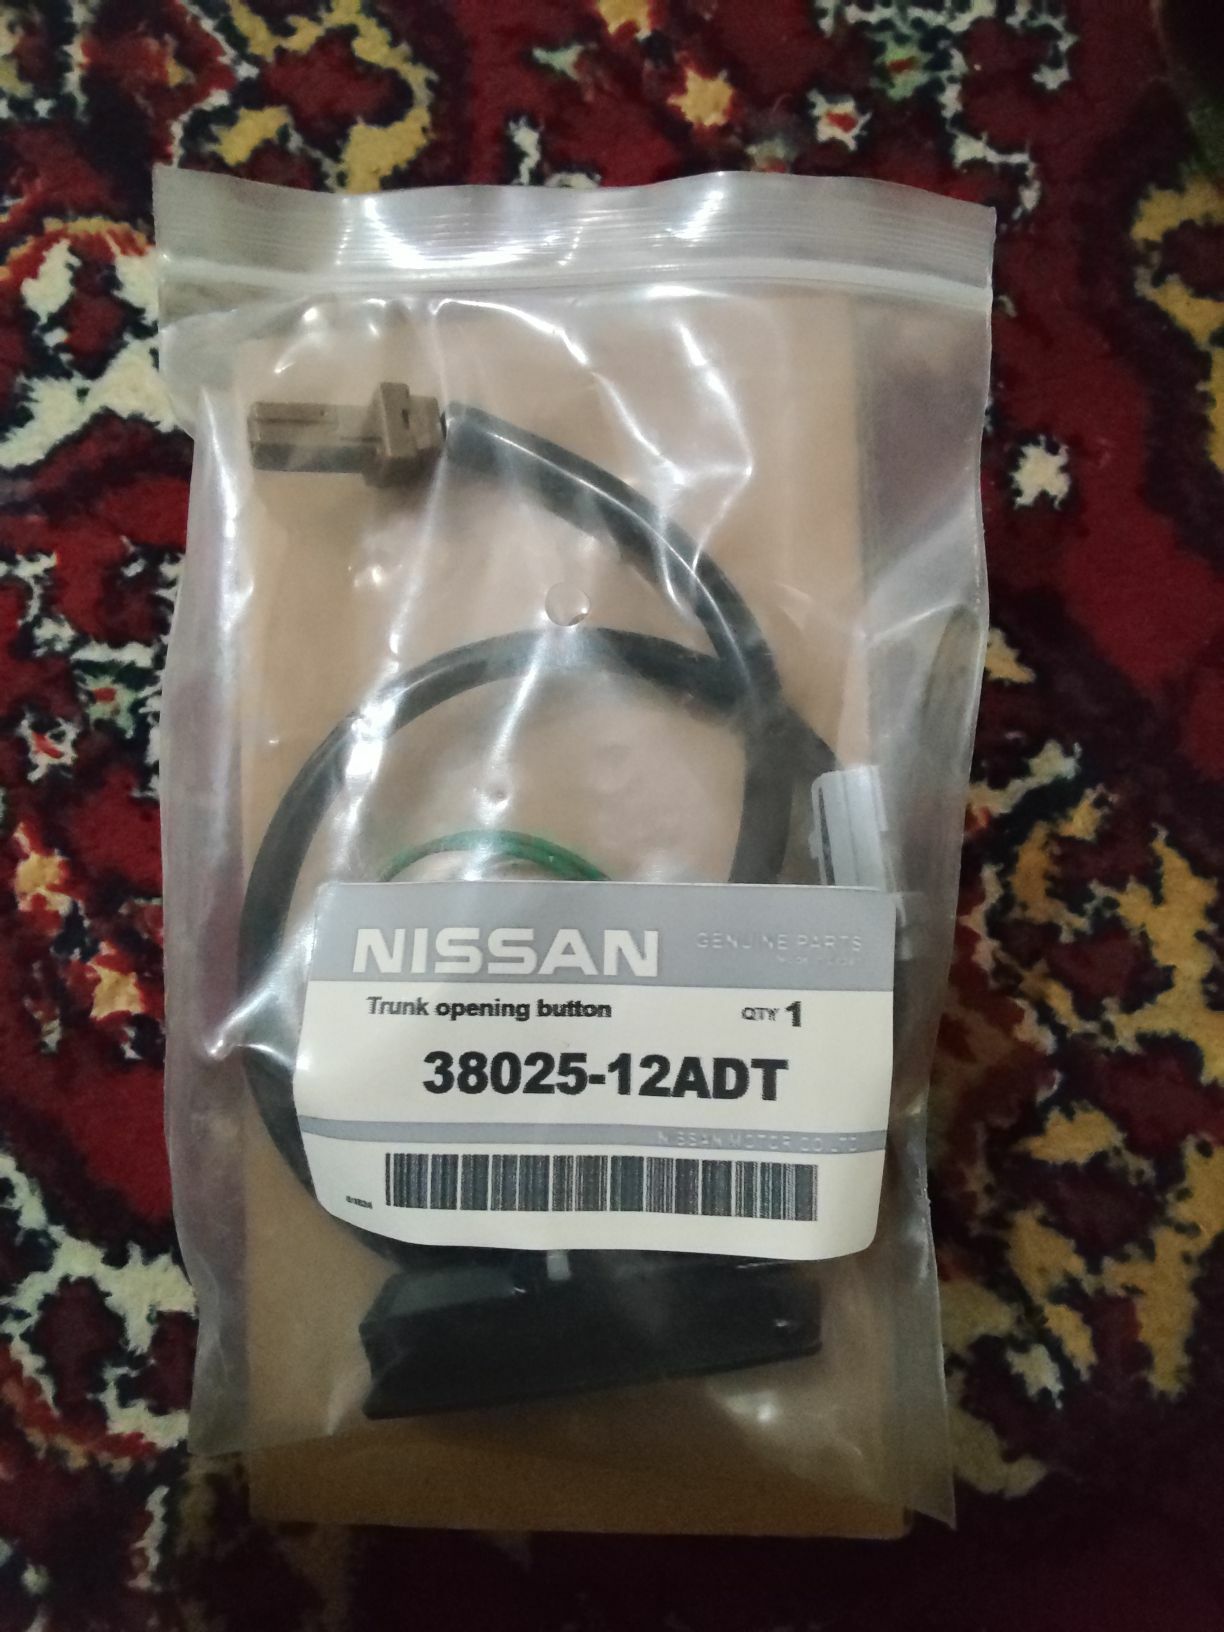 NISSAN GENUINE PARTS
Trunk opening button QTY 1
38025-12ADT
NISSAN MOTOR CO LTD